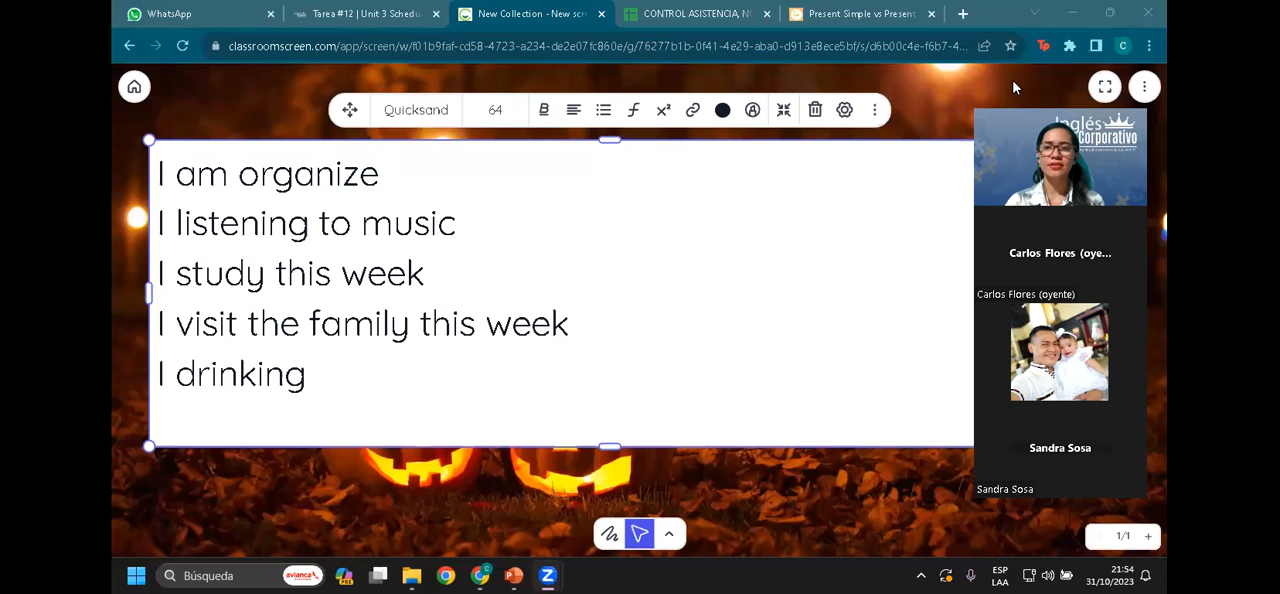 WhatsApp
Tarea #12 | Unit 3 Schedu
New Collection - New scr
CONTROL ASISTENCIA, N
Present Simple vs Present
classroomscreen.com/app/screen/w/f01b9faf-cd58-4723-a234-de2e07fc860e/g/76277b1b-0f41-4e29-aba0-d913e8ece5bf/s/d6b00c4e-f6b7-4...
Tp
C
Quicksand
64
I am organize
I listening to music
I study this week
I visit the family this week
I drinking
Inglés
Corporativo
Carlos Flores (oye...
Carlos Flores (oyente)
Sandra Sosa
Sandra Sosa
1/1
Búsqueda
avianca
PRE
ESP
LAA
21:54
31/10/2023